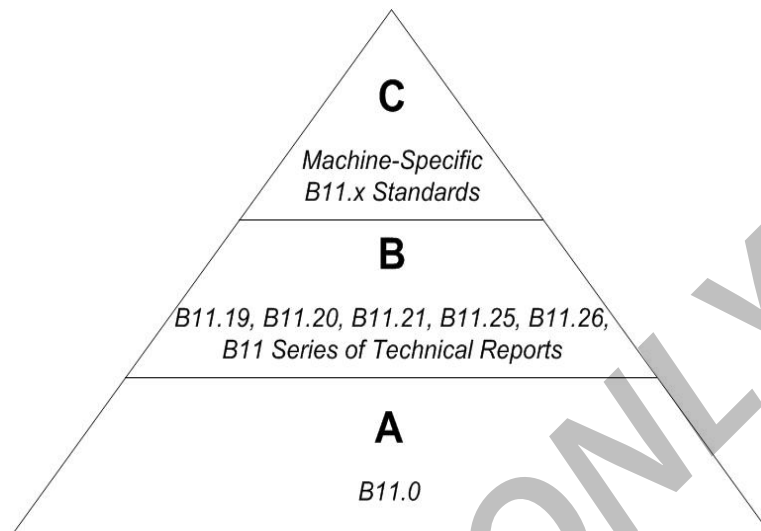 C
Machine-Specific
B11.x Standards
B
B11.19, B11.20, B11.21, B11.25, B11.26,
B11 Series of Technical Reports
A
B11.0
ONLY